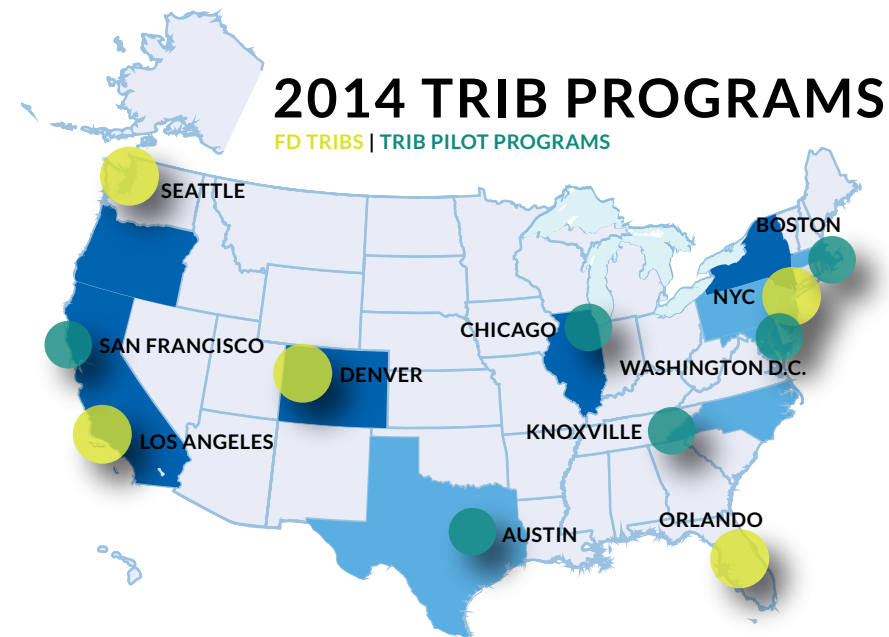 2014 TRIB PROGRAMS
FD TRIBS | TRIB PILOT PROGRAMS
SEATTLE
BOSTON
NYC
CHICAGO
SAN FRANCISCO
WASHINGTON D.C.
DENVER
KNOXVILLE
LOS ANGELES
ORLANDO
AUSTIN